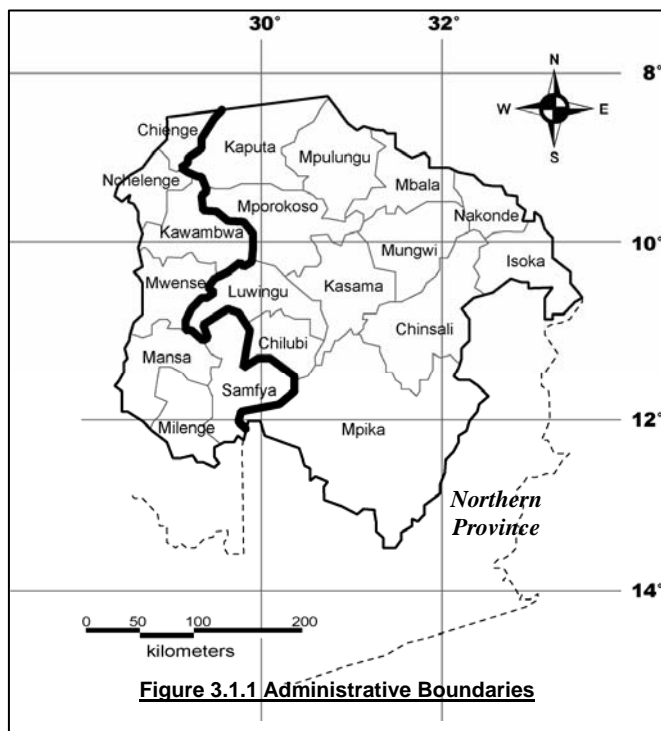 30° 32°
N
8°
W E
S
Chienge
Kaputa
Mpulungu
Nchelenge
Mbala
Mporokoso
Nakonde
Kawambwa
10°
Mungwi
Isoka
Mwense
Luwingu
Kasama
Chinsali
Chilubi
Mansa
Samfya
12°
Milenge
Mpika
Northern
Province
14°
0 50 100 200
kilometers
Figure 3.1.1 Administrative Boundaries